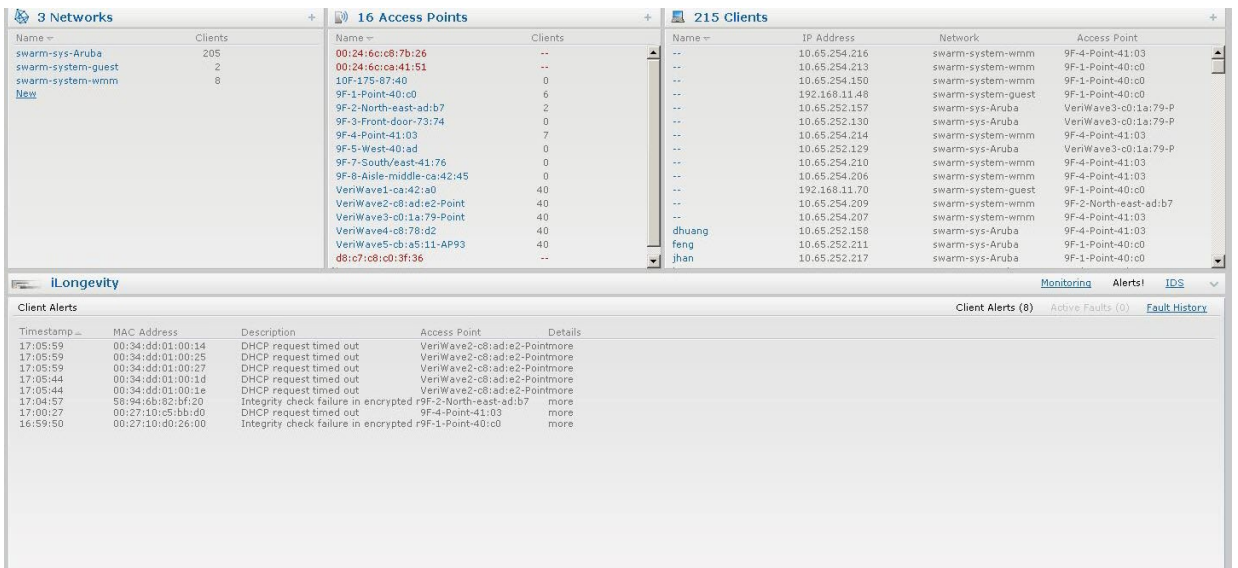 3 Networks +
Name Clients
swarm-sys-Aruba 205
swarm-system-guest 2
swarm-system-wmm 8
New
16 Access Points +
Name Clients
00:24:6c:c8:7b:26 --
00:24:6c:ca:41:51 --
10F-175-87:40 0
9F-1-Point-40:c0 6
9F-2-North-east-ad:b7 2
9F-3-Front-door-73:74 0
9F-4-Point-41:03 7
9F-5-West-40:ad 0
9F-7-South/east-41:76 0
9F-8-Aisle-middle-ca:42:45 0
VeriWave1-ca:42:a0 40
VeriWave2-c8:ad:e2-Point 40
VeriWave3-c0:1a:79-Point 40
VeriWave4-c8:78:d2 40
VeriWave5-cb:a5:11-AP93 40
d8:c7:c8:c0:3f:36 --
215 Clients +
Name IP Address Network Access Point
-- 10.65.254.216 swarm-system-wmm 9F-4-Point-41:03
-- 10.65.254.213 swarm-system-wmm 9F-1-Point-40:c0
-- 10.65.254.150 swarm-system-wmm 9F-1-Point-40:c0
-- 192.168.11.48 swarm-system-guest 9F-1-Point-40:c0
-- 10.65.252.157 swarm-sys-Aruba VeriWave3-c0:1a:79-P
-- 10.65.252.130 swarm-sys-Aruba VeriWave3-c0:1a:79-P
-- 10.65.254.214 swarm-system-wmm 9F-4-Point-41:03
-- 10.65.252.129 swarm-sys-Aruba VeriWave3-c0:1a:79-P
-- 10.65.254.210 swarm-system-wmm 9F-4-Point-41:03
-- 10.65.254.206 swarm-system-wmm 9F-4-Point-41:03
-- 192.168.11.70 swarm-system-guest 9F-1-Point-40:c0
-- 10.65.254.209 swarm-system-wmm 9F-2-North-east-ad:b7
-- 10.65.254.207 swarm-system-wmm 9F-4-Point-41:03
dhuang 10.65.252.158 swarm-sys-Aruba 9F-4-Point-41:03
feng 10.65.252.211 swarm-sys-Aruba 9F-1-Point-40:c0
jhan 10.65.252.217 swarm-sys-Aruba 9F-1-Point-40:c0
iLongevity Monitoring Alerts! IDS
Client Alerts Client Alerts (8) Active Faults (0) Fault History
Timestamp MAC Address Description Access Point Details
17:05:59 00:34:dd:01:00:14 DHCP request timed out VeriWave2-c8:ad:e2-Pointmore
17:05:59 00:34:dd:01:00:25 DHCP request timed out VeriWave2-c8:ad:e2-Pointmore
17:05:59 00:34:dd:01:00:27 DHCP request timed out VeriWave2-c8:ad:e2-Pointmore
17:05:44 00:34:dd:01:00:1d DHCP request timed out VeriWave2-c8:ad:e2-Pointmore
17:05:44 00:34:dd:01:00:1e DHCP request timed out VeriWave2-c8:ad:e2-Pointmore
17:04:57 58:94:6b:82:bf:20 Integrity check failure in encrypted r9F-2-North-east-ad:b7 more
17:00:27 00:27:10:c5:bb:d0 DHCP request timed out 9F-4-Point-41:03 more
16:59:50 00:27:10:d0:26:00 Integrity check failure in encrypted r9F-1-Point-40:c0 more